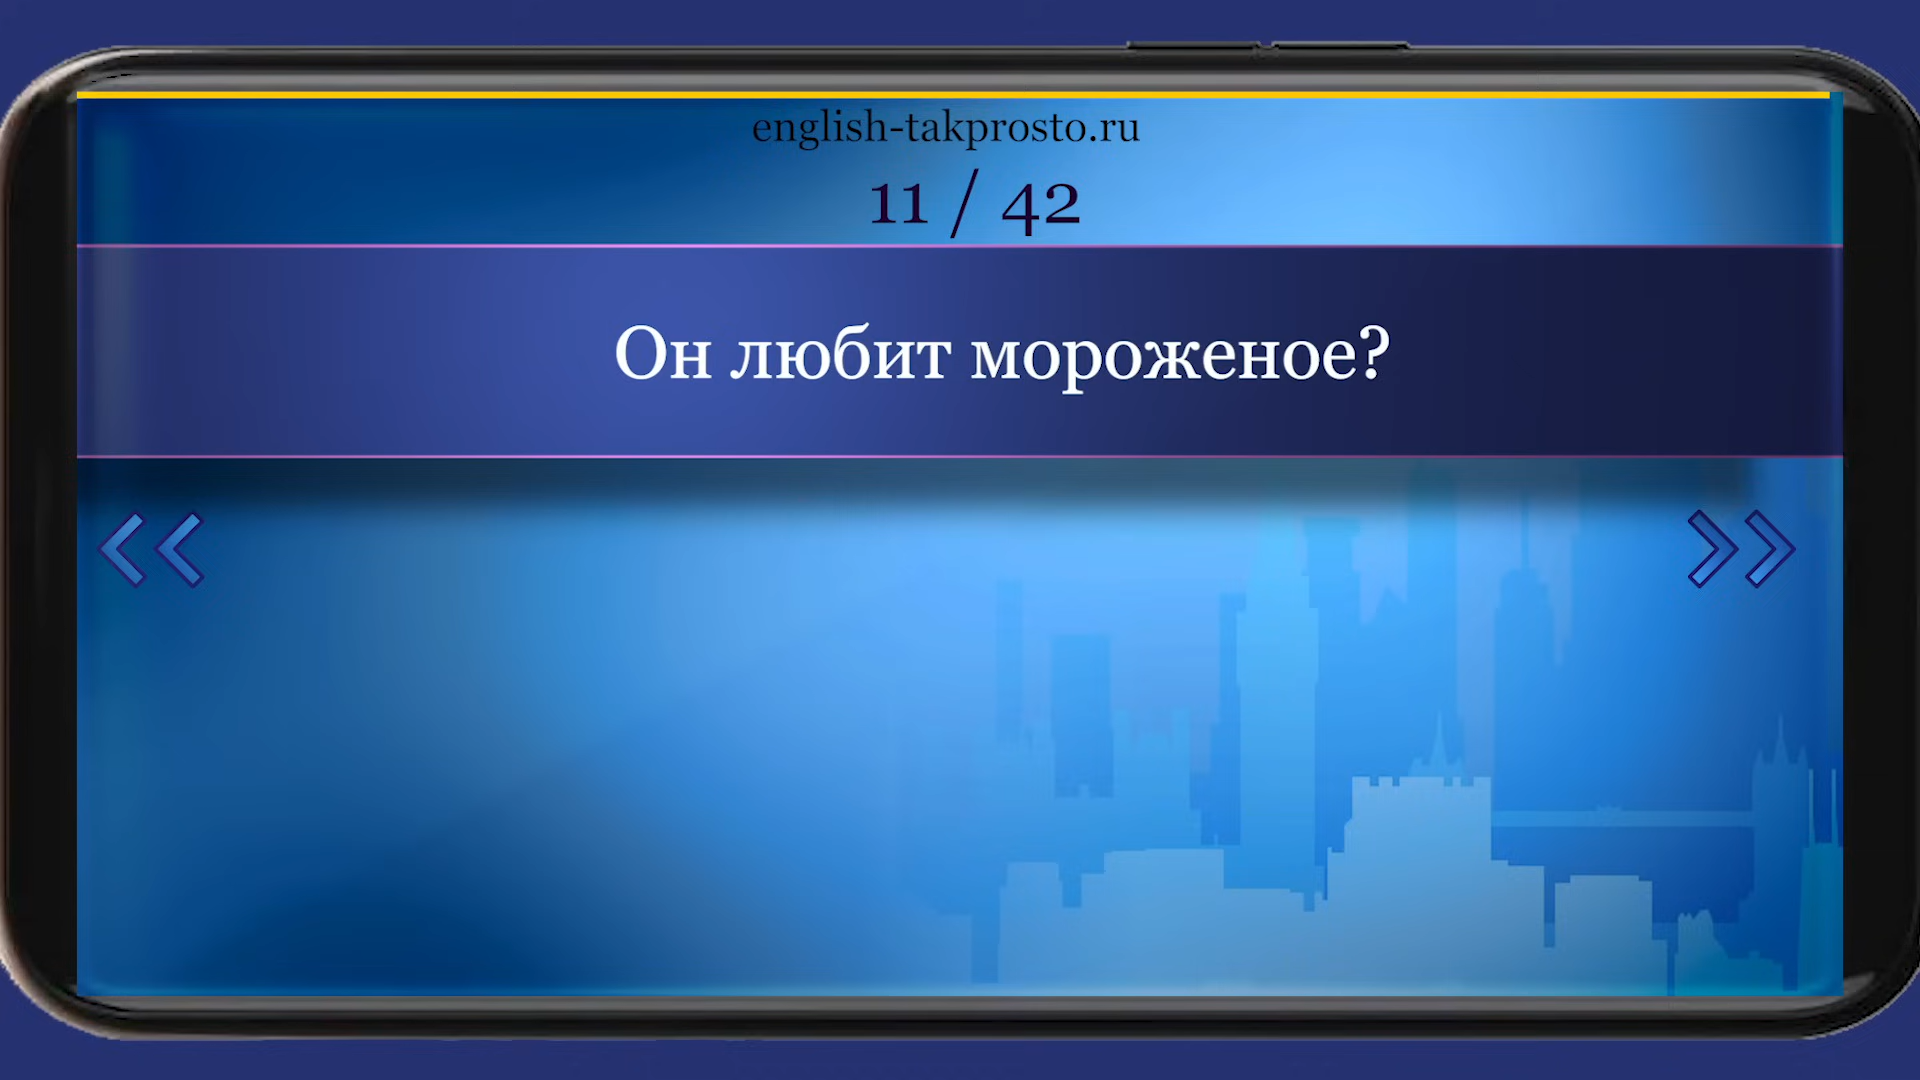 english-takprosto.ru
11 / 42
Он любит мороженое?